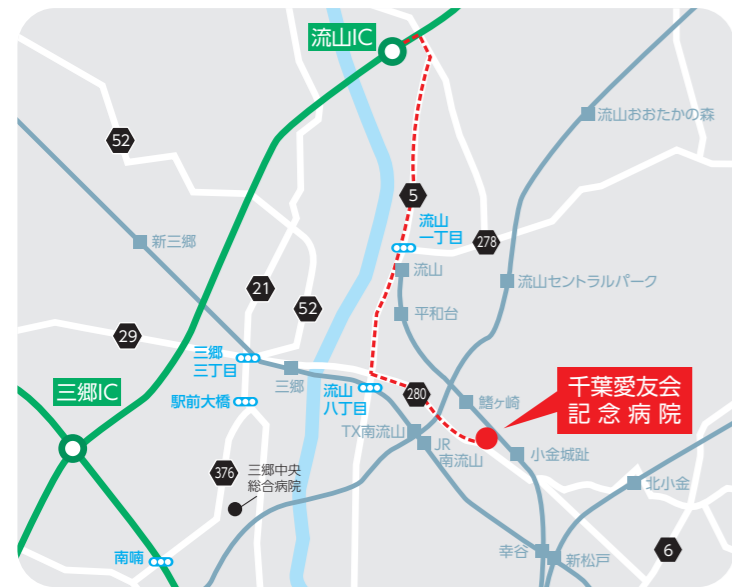 流山IC
流山おおたかの森
52
5
流山
一丁目
278
新三郷
流山
流山セントラルパーク
21
52
平和台
29
三郷
三丁目
三郷
流山
八丁目
280
千葉愛友会
記念病院
三郷IC
駅前大橋
鰭ヶ崎
TX南流山
JR
南流山
小金城趾
376
三郷中央
総合病院
北小金
南喃
幸谷
新松戸
6